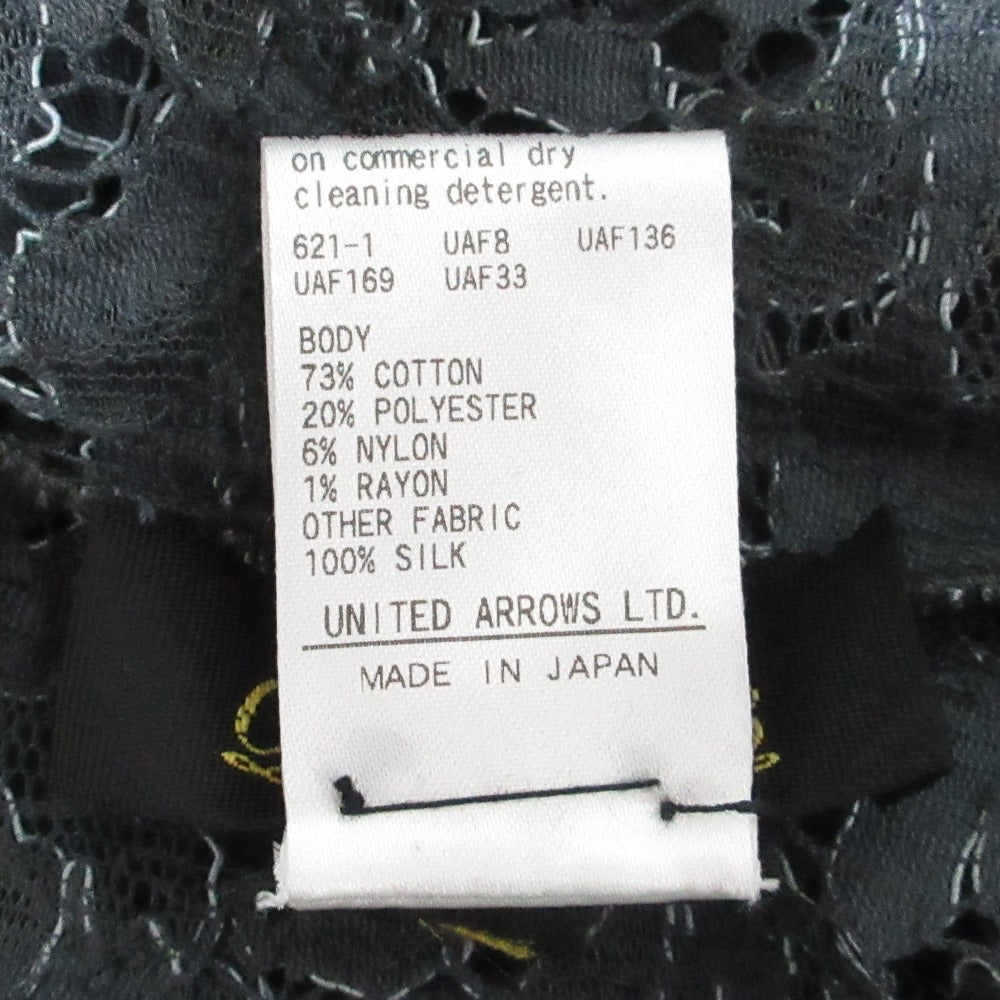 on commercial dry
cleaning detergent.
621-1 UAF8 UAF136
UAF169 UAF33
BODY
73% COTTON
20% POLYESTER
6% NYLON
1% RAYON
OTHER FABRIC
100% SILK
UNITED ARROWS LTD.
MADE IN JAPAN